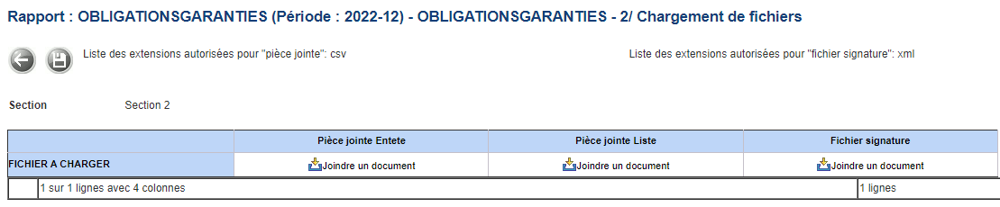 Rapport : OBLIGATIONSGARANTIES (Période : 2022-12) - OBLIGATIONSGARANTIES - 2/ Chargement de fichiers
Liste des extensions autorisées pour "pièce jointe": csv
Liste des extensions autorisées pour "fichier signature": xml
Section Section 2
Pièce jointe Entete Pièce jointe Liste Fichier signature
FICHIER A CHARGER Joindre un document Joindre un document Joindre un document
1 sur 1 lignes avec 4 colonnes 1 lignes